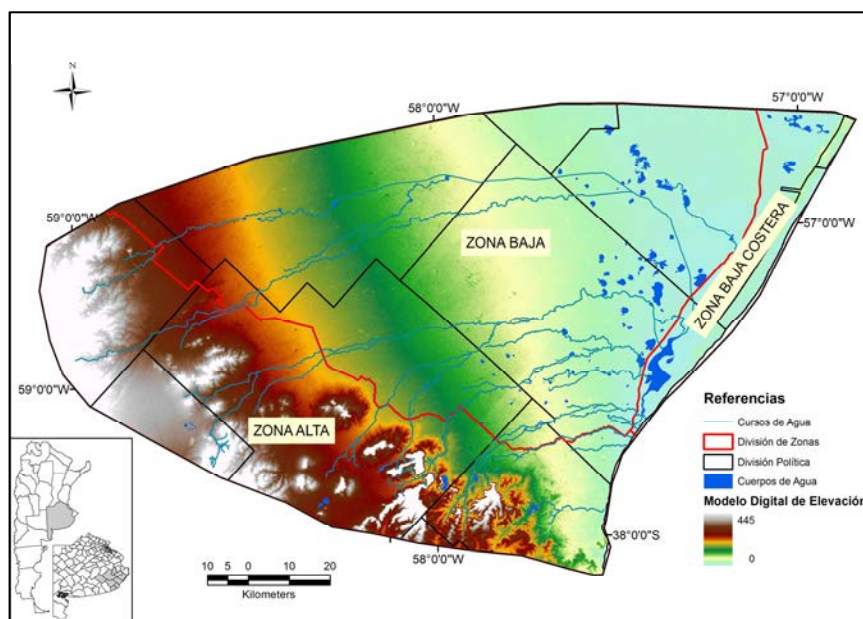 N
58°0'0"W
57°0'0"W
59°0'0"W
57°0'0"W
ZONA BAJA
ZONA BAJA COSTERA
59°0'0"W
ZONA ALTA
Referencias
Cursos de Agua
División de Zonas
División Política
Cuerpos de Agua
Modelo Digital de Elevación
445
0
38°0'0"S
58°0'0"W
10 5 0 10 20
Kilometers